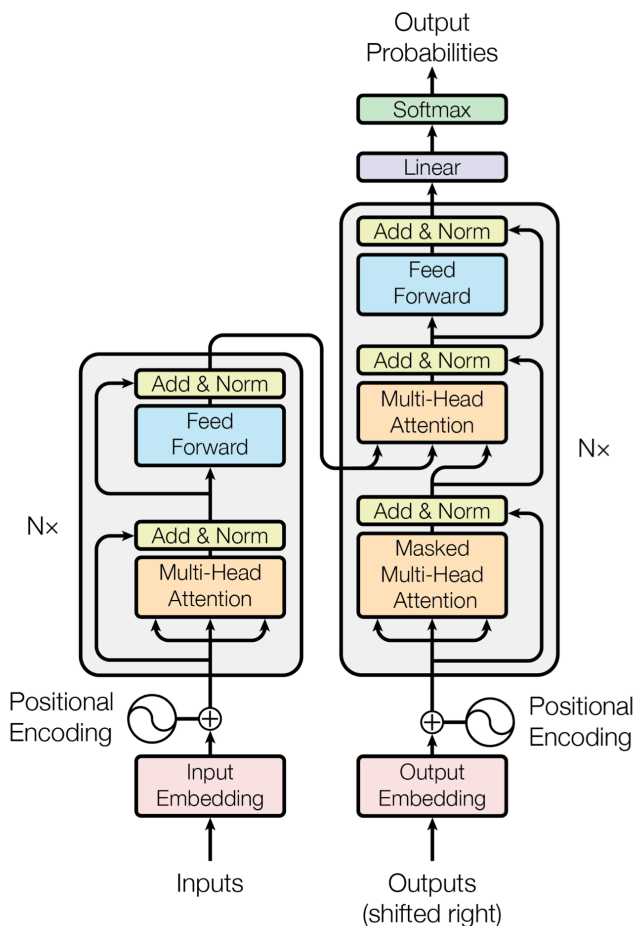 Output
Probabilities
Softmax
Linear
Add & Norm
Feed
Forward
Add & Norm
Multi-Head
Attention
Add & Norm
Masked
Multi-Head
Attention
Nx
Add & Norm
Feed
Forward
Add & Norm
Multi-Head
Attention
Nx
Positional
Encoding
Positional
Encoding
Input
Embedding
Output
Embedding
Inputs
Outputs
(shifted right)